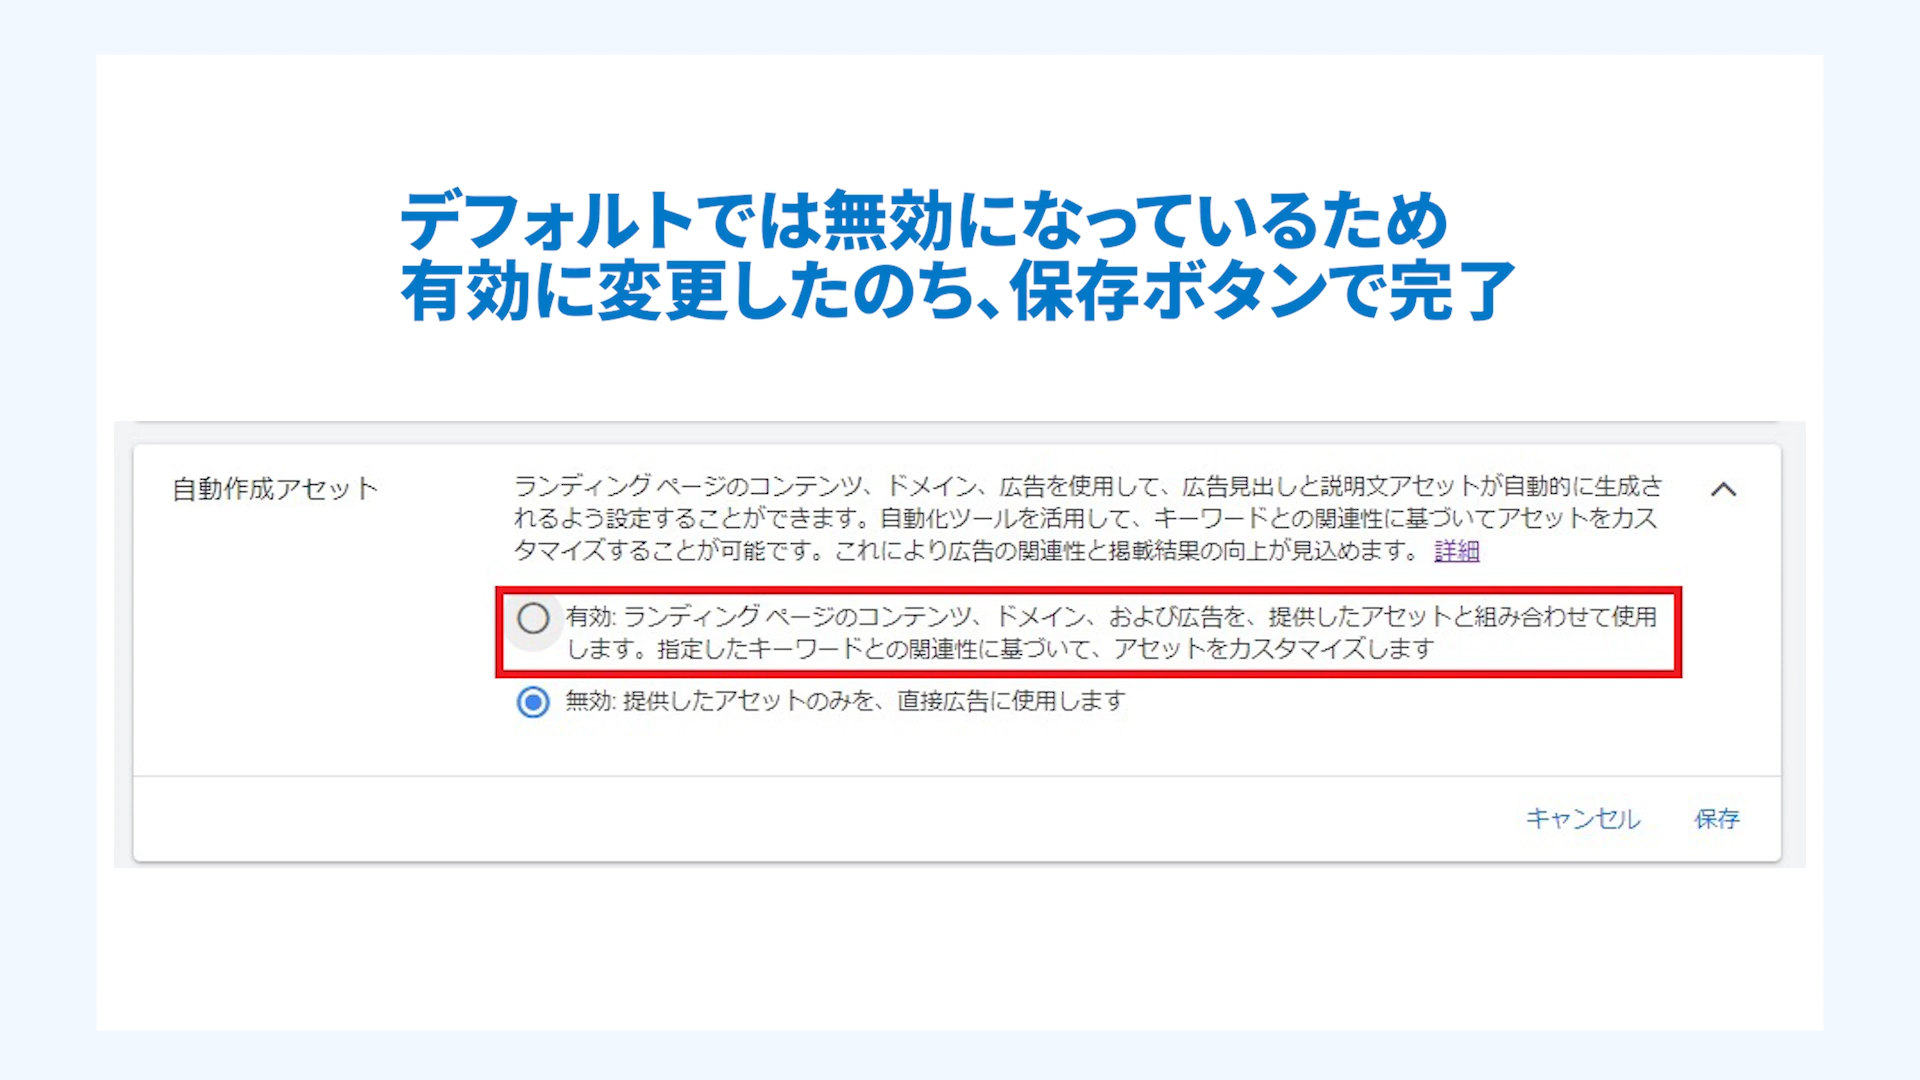 デフォルトでは無効になっているため
有効に変更したのち、保存ボタンで完了
自動作成アセット
ランディング ページのコンテンツ、ドメイン、広告を使用して、広告見出しと説明文アセットが自動的に生成さ
れるよう設定することができます。自動化ツールを活用して、キーワードとの関連性に基づいてアセットをカス
タマイズすることが可能です。これにより広告の関連性と掲載結果の向上が見込めます。 詳細
有効: ランディング ページのコンテンツ、ドメイン、および広告を、提供したアセットと組み合わせて使用
します。指定したキーワードとの関連性に基づいて、アセットをカスタマイズします
無効: 提供したアセットのみを、直接広告に使用します
キャンセル 保存